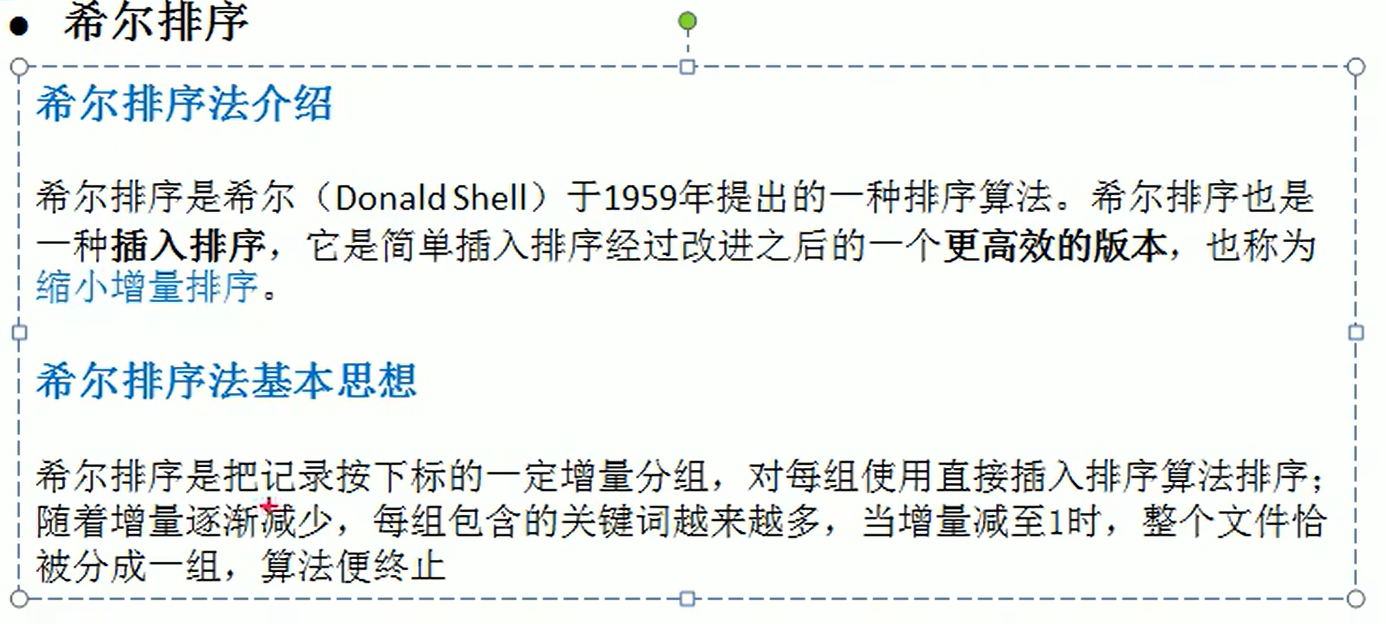 ● 希尔排序
希尔排序法介绍
希尔排序是希尔（Donald Shell）于1959年提出的一种排序算法。希尔排序也是
一种插入排序，它是简单插入排序经过改进之后的一个更高效的版本，也称为
缩小增量排序。
希尔排序法基本思想
希尔排序是把记录按下标的一定增量分组，对每组使用直接插入排序算法排序；
随着增量逐渐减少，每组包含的关键词越来越多，当增量减至1时，整个文件恰
被分成一组，算法便终止